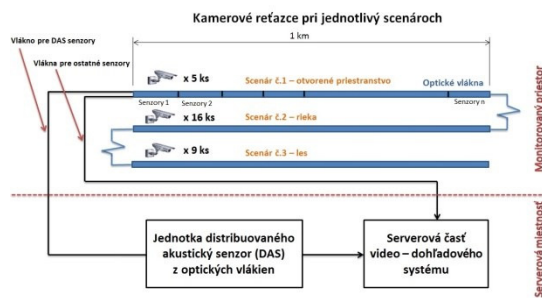 Kamerové reťazce pri jednotlivý scenároch
1 km
Vlákno pre DAS senzory
Vlákna pre ostatné senzory
x 5 ks
Scenár č.1 – otvorené priestranstvo
Optické vlákna
Senzory 1
Senzory 2
Senzory n
x 16 ks
Scenár č.2 – rieka
x 9 ks
Scenár č.3 – les
Monitorovaný priestor
Serverová miestnosť
Jednotka distribuovaného
akustický senzor (DAS)
z optických vlákien
Serverová časť
video – dohľadového
systému